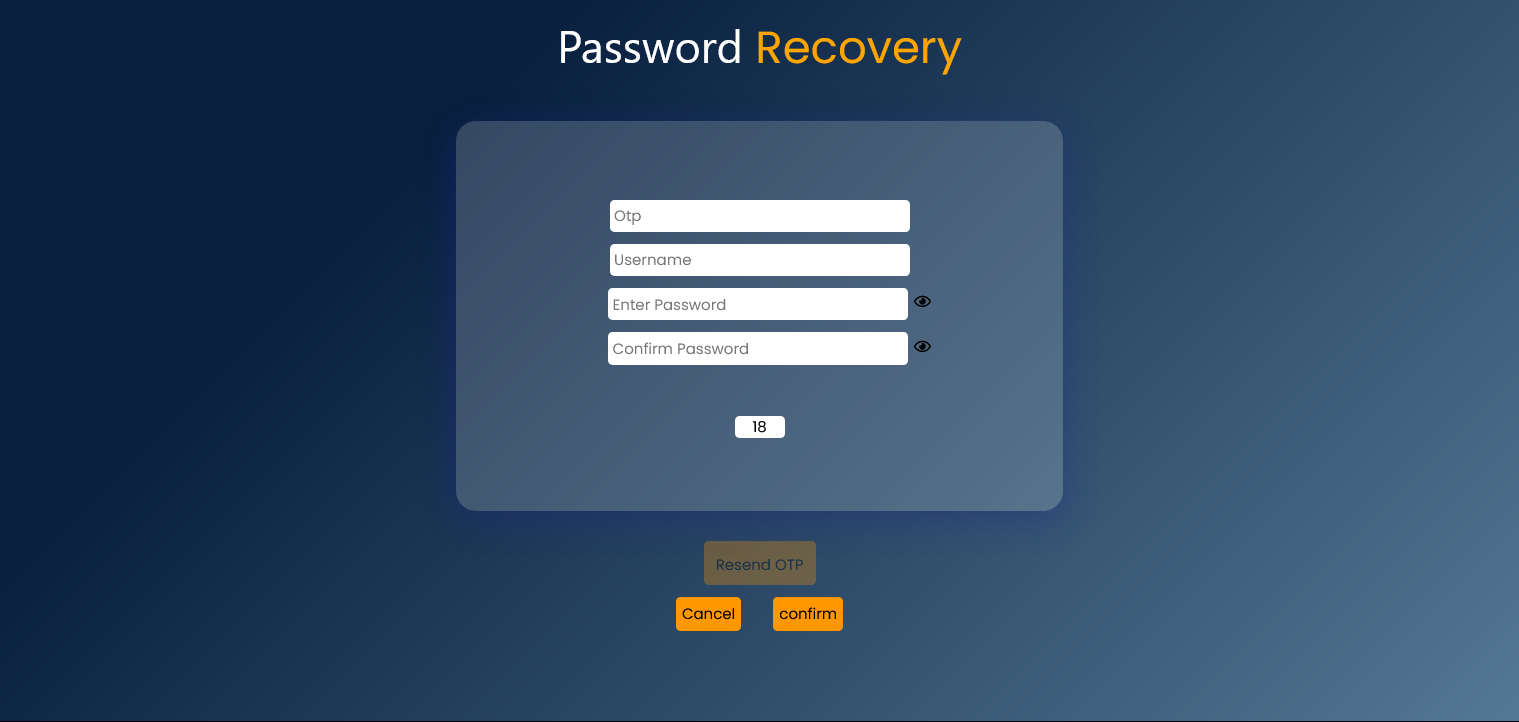 Password Recovery
Otp
Username
Enter Password
Confirm Password
18
Resend OTP
Cancel confirm